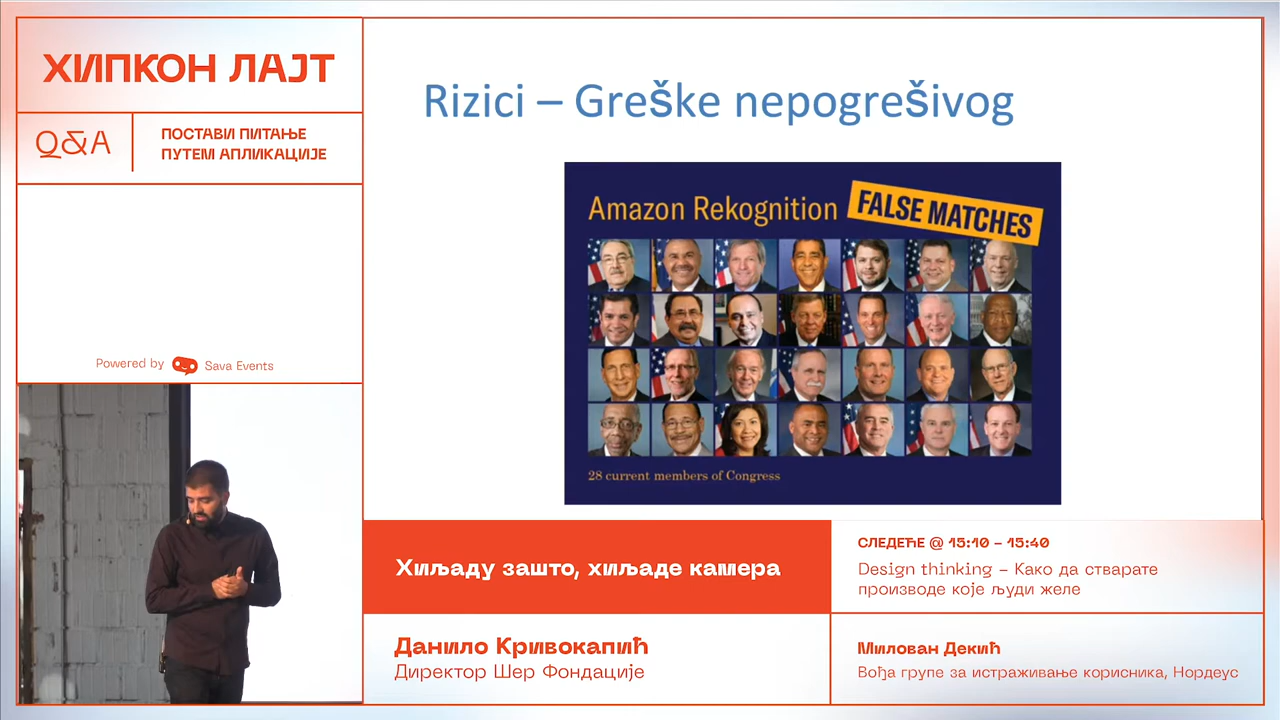 ХИПКОН ЛАЈТ
Q&A
ПОСТАВИ ПИТАЊЕ
ПУТЕМ АПЛИКАЦИЈЕ
Powered by Sava Events
Rizici – Greške nepogrešivog
Amazon Rekognition
FALSE MATCHES
28 current members of Congress
Хиљаду зашто, хиљаде камера
Данило Кривокапић
Директор Шер Фондације
СЛЕДЕЋЕ @ 15:10 – 15:40
Design thinking – Како да стварате
производе које људи желе
Милован Декић
Вођа групе за истраживање корисника, Нордеус